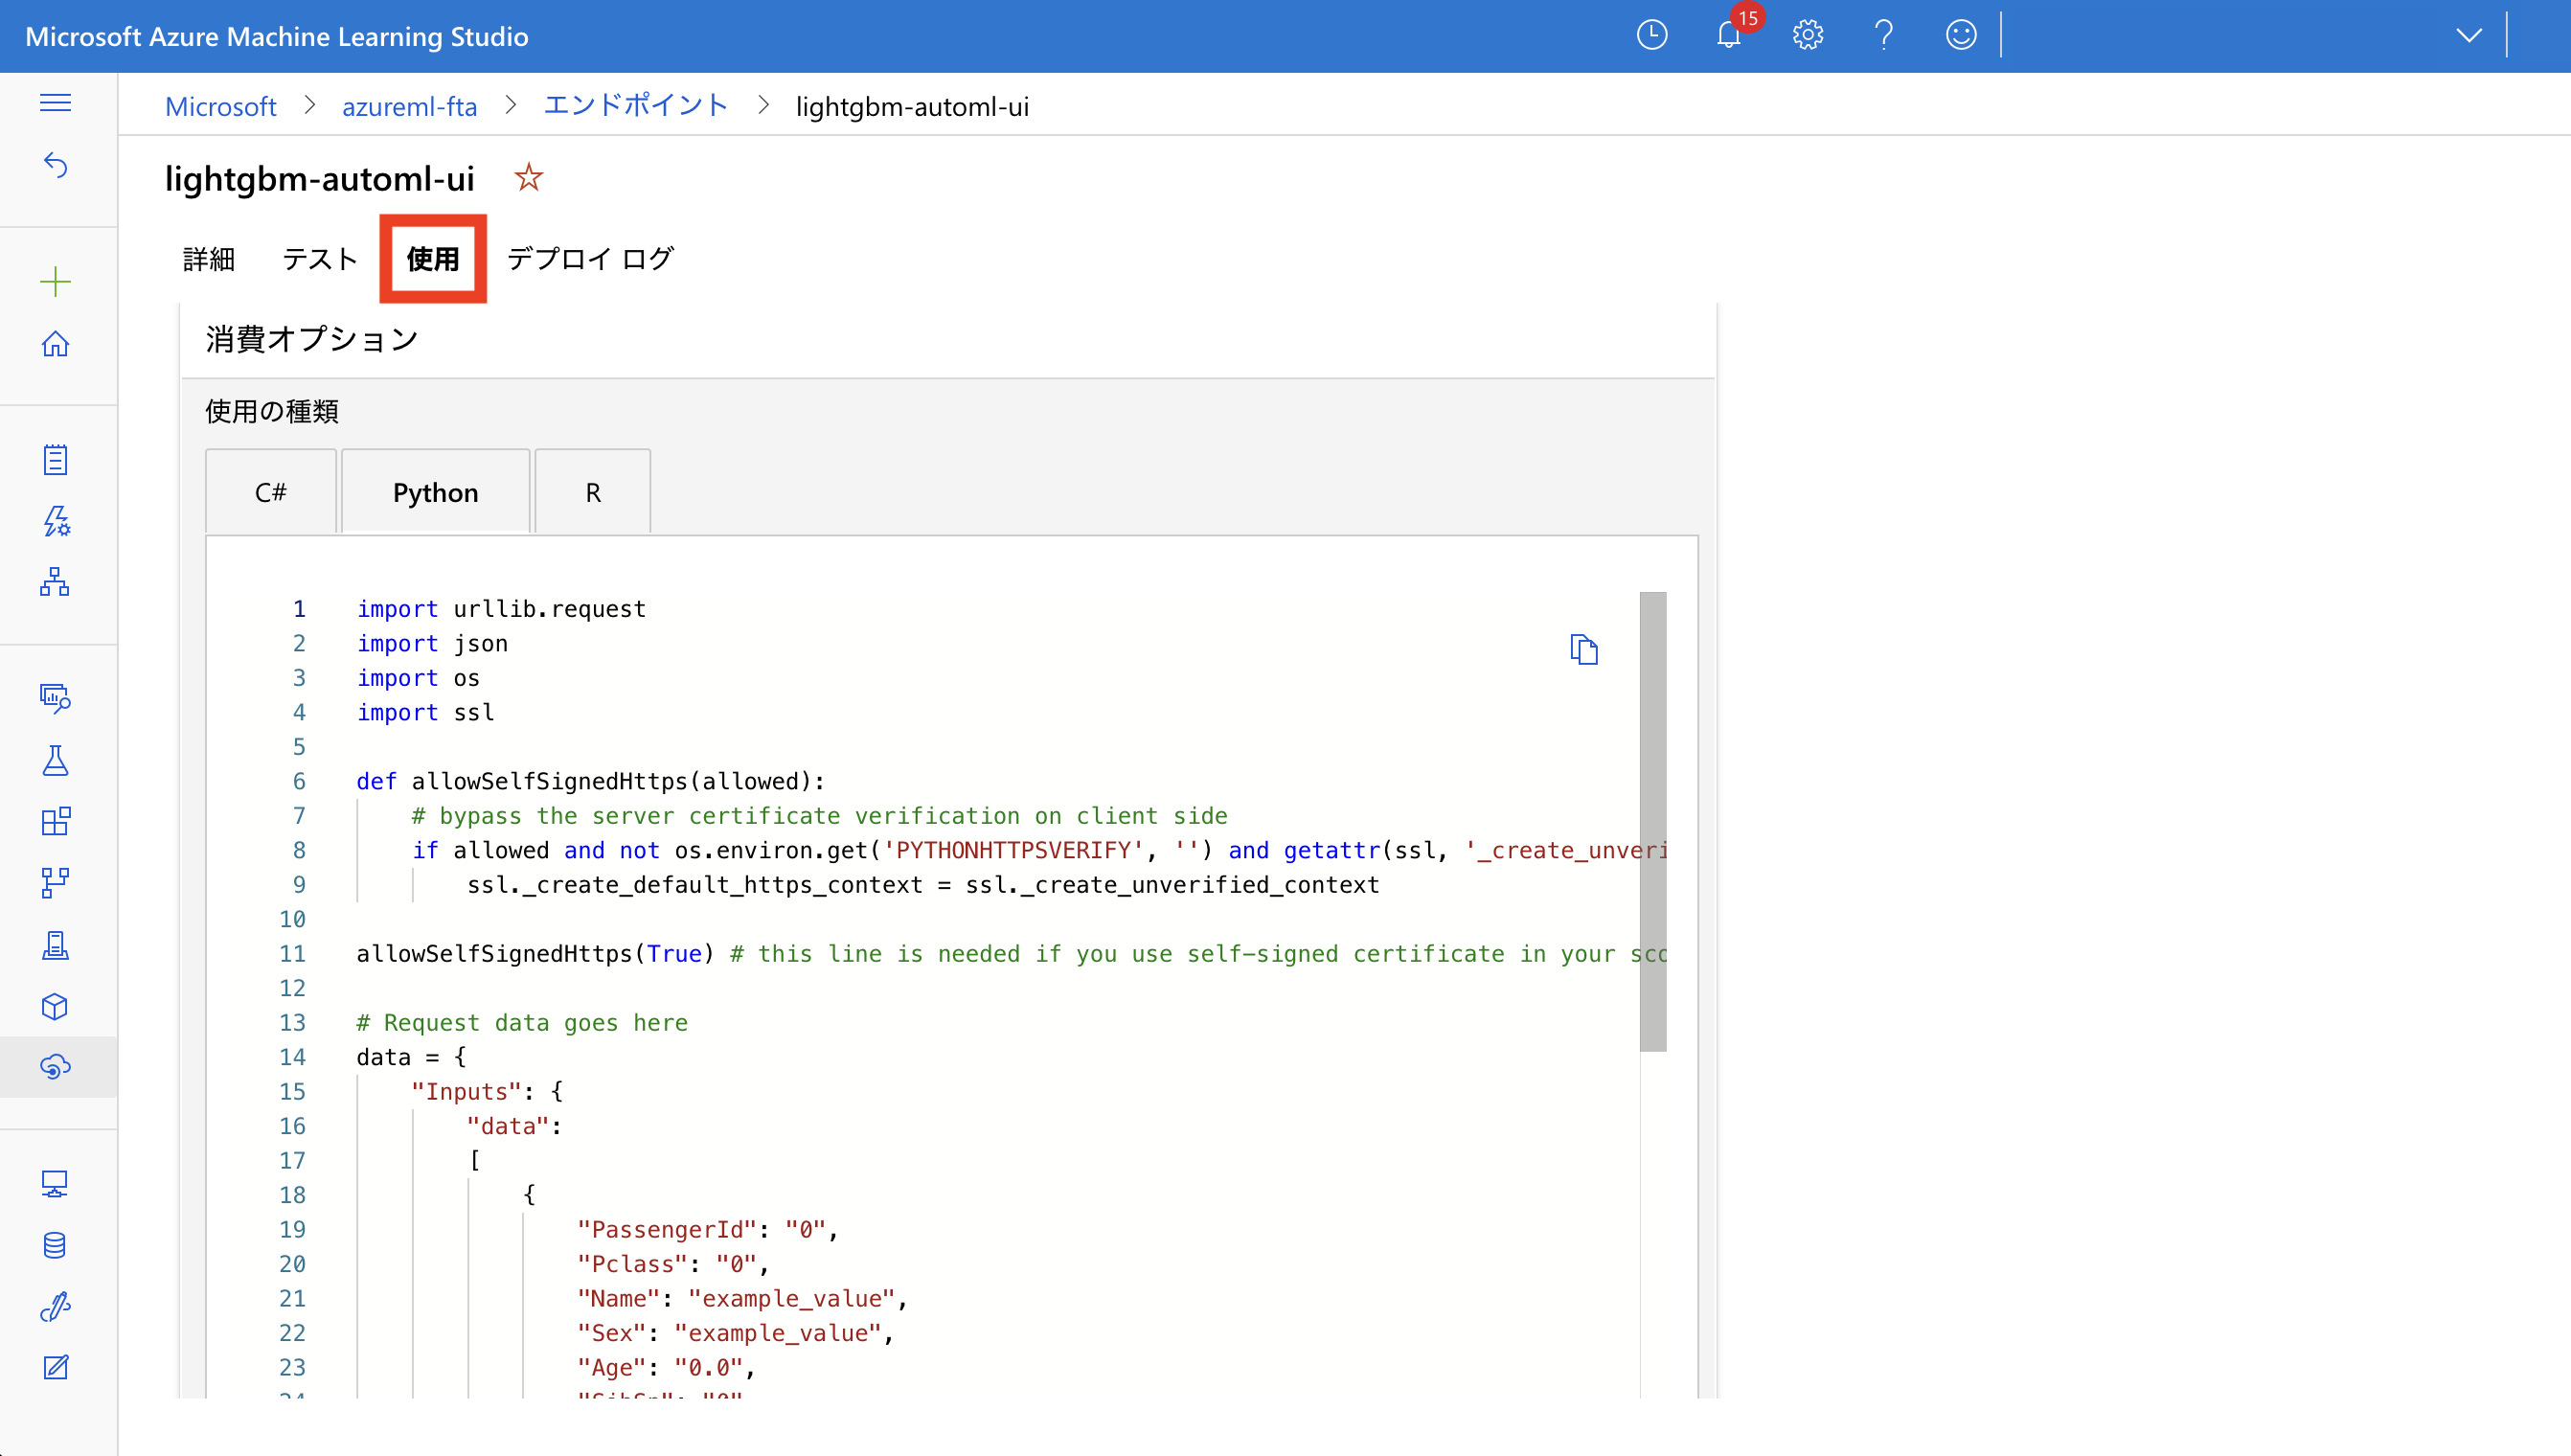 Microsoft Azure Machine Learning Studio
15
Microsoft > azureml-fta > エンドポイント > lightgbm-automl-ui
lightgbm-automl-ui
詳細 テスト 使用 デプロイ ログ
消費オプション
使用の種類
C# Python R
1 import urllib.request
2 import json
3 import os
4 import ssl
5
6 def allowSelfSignedHttps(allowed):
7 # bypass the server certificate verification on client side
8 if allowed and not os.environ.get('PYTHONHTTPSVERIFY', '') and getattr(ssl, '_create_unveri
9 ssl._create_default_https_context = ssl._create_unverified_context
10
11 allowSelfSignedHttps(True) # this line is needed if you use self-signed certificate in your sco
12
13 # Request data goes here
14 data = {
15 "Inputs": {
16 "data":
17 [
18 {
19 "PassengerId": "0",
20 "Pclass": "0",
21 "Name": "example_value",
22 "Sex": "example_value",
23 "Age": "0.0",